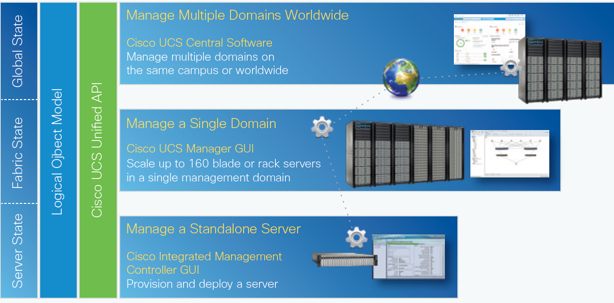 Global State
Fabric State
Server State
Logical Ojbect Model
Cisco UCS Unified API
Manage Multiple Domains Worldwide
Cisco UCS Central Software
Manage multiple domains on
the same campus or worldwide
Manage a Single Domain
Cisco UCS Manager GUI
Scale up to 160 blade or rack servers
in a single management domain
Manage a Standalone Server
Cisco Integrated Management
Controller GUI
Provision and deploy a server